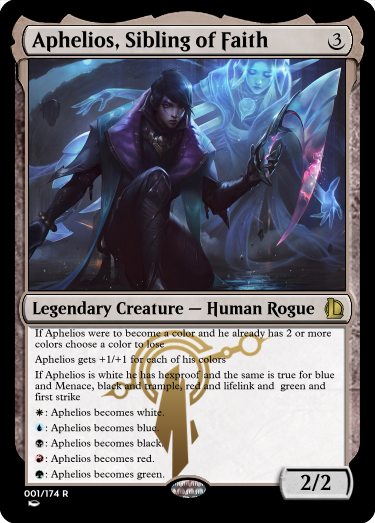 Aphelios, Sibling of Faith 3
Legendary Creature — Human Rogue
If Aphelios were to become a color and he already has 2 or more
colors choose a color to lose
Aphelios gets +1/+1 for each of his colors
If Aphelios is white he has hexproof and the same is true for blue
and Menace, black and trample, red and lifelink and green and
first strike
: Aphelios becomes white.
: Aphelios becomes blue.
: Aphelios becomes black.
: Aphelios becomes red.
: Aphelios becomes green.
2/2
001/174 R